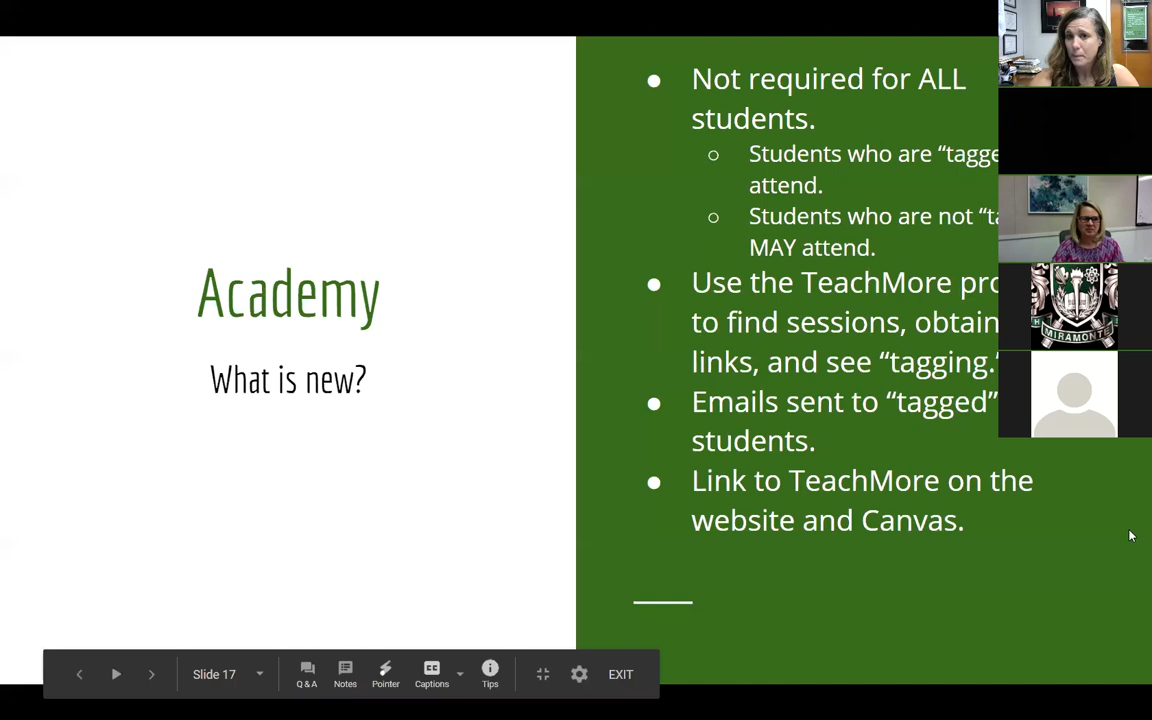 Academy
What is new?
● Not required for ALL
students.
○ Students who are “tagge
attend.
○ Students who are not “ta
MAY attend.
● Use the TeachMore pro
to find sessions, obtain
links, and see “tagging.”
● Emails sent to “tagged”
students.
● Link to TeachMore on the
website and Canvas.
MIRAMONTE
Slide 17
Q & A
Notes
Pointer
CC
Captions
Tips
EXIT